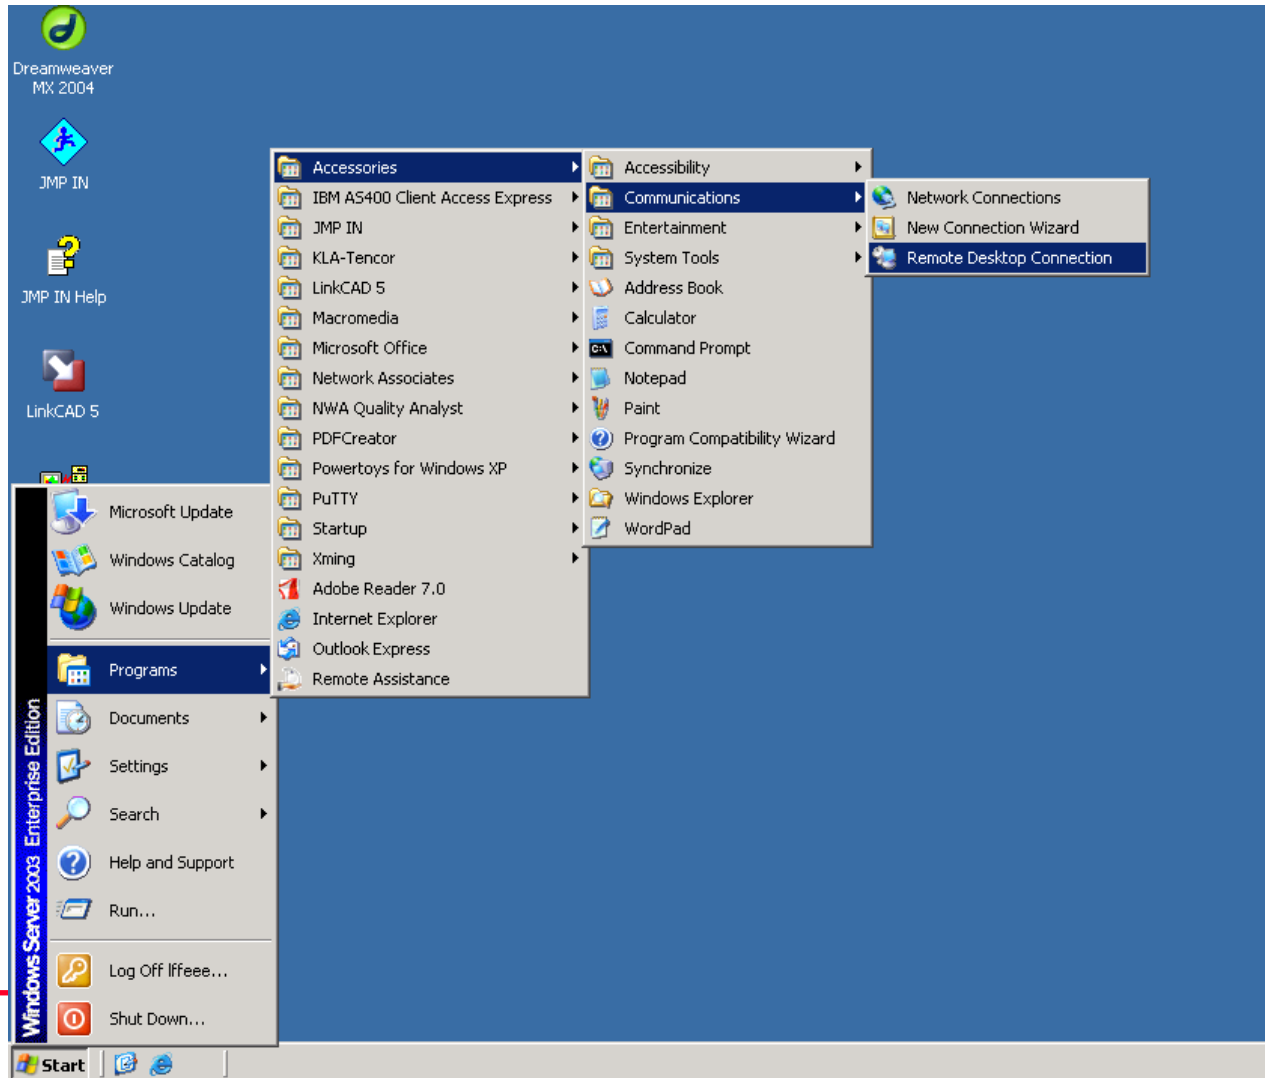 Dreamweaver
MX 2004
JMP IN
JMP IN Help
LinkCAD 5
Accessories
IBM AS400 Client Access Express
JMP IN
KLA-Tencor
LinkCAD 5
Macromedia
Microsoft Office
Network Associates
NWA Quality Analyst
PDFCreator
Powertoys for Windows XP
PuTTY
Startup
Xming
Adobe Reader 7.0
Internet Explorer
Outlook Express
Remote Assistance
Accessibility
Communications
Entertainment
System Tools
Address Book
Calculator
Command Prompt
Notepad
Paint
Program Compatibility Wizard
Synchronize
Windows Explorer
WordPad
Network Connections
New Connection Wizard
Remote Desktop Connection
Microsoft Update
Windows Catalog
Windows Update
Programs
Documents
Settings
Search
Help and Support
Run...
Log Off lffeee...
Shut Down...
Windows Server 2003 Enterprise Edition
Start